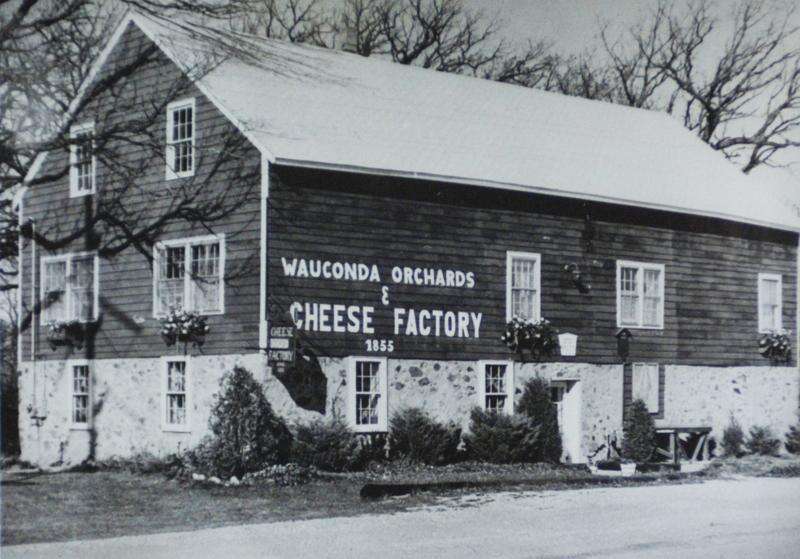 WAUCONDA ORCHARDS
&
CHEESE FACTORY
1855
CHEESE
FACTORY